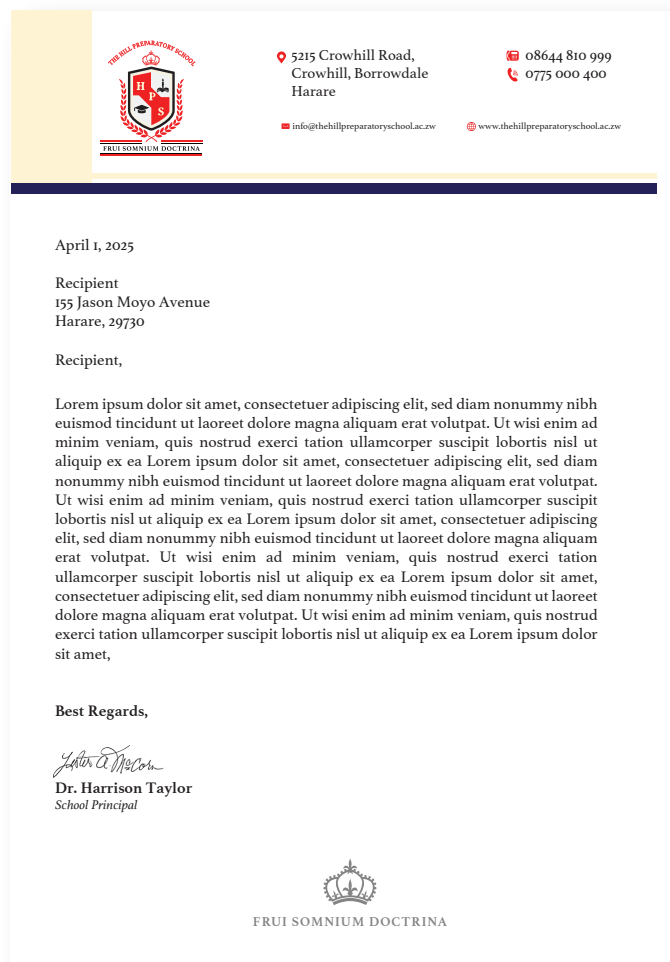 THE HILL PREPARATORY SCHOOL
H
P
S
FRUI SOMNIUM DOCTRINA
5215 Crowhill Road,
Crowhill, Borrowdale
Harare
08644 810 999
0775 000 400
info@thehillpreparatoryschool.ac.zw
www.thehillpreparatoryschool.ac.zw
April 1, 2025
Recipient
155 Jason Moyo Avenue
Harare, 29730
Recipient,
Lorem ipsum dolor sit amet, consectetuer adipiscing elit, sed diam nonummy nibh
euismod tincidunt ut laoreet dolore magna aliquam erat volutpat. Ut wisi enim ad
minim veniam, quis nostrud exerci tation ullamcorper suscipit lobortis nisl ut
aliquip ex ea Lorem ipsum dolor sit amet, consectetuer adipiscing elit, sed diam
nonummy nibh euismod tincidunt ut laoreet dolore magna aliquam erat volutpat.
Ut wisi enim ad minim veniam, quis nostrud exerci tation ullamcorper suscipit
lobortis nisl ut aliquip ex ea Lorem ipsum dolor sit amet, consectetuer adipiscing
elit, sed diam nonummy nibh euismod tincidunt ut laoreet dolore magna aliquam
erat volutpat. Ut wisi enim ad minim veniam, quis nostrud exerci tation
ullamcorper suscipit lobortis nisl ut aliquip ex ea Lorem ipsum dolor sit amet,
consectetuer adipiscing elit, sed diam nonummy nibh euismod tincidunt ut laoreet
dolore magna aliquam erat volutpat. Ut wisi enim ad minim veniam, quis nostrud
exerci tation ullamcorper suscipit lobortis nisl ut aliquip ex ea Lorem ipsum dolor
sit amet,
Best Regards,
Lester A. McCorn
Dr. Harrison Taylor
School Principal
FRUI SOMNIUM DOCTRINA